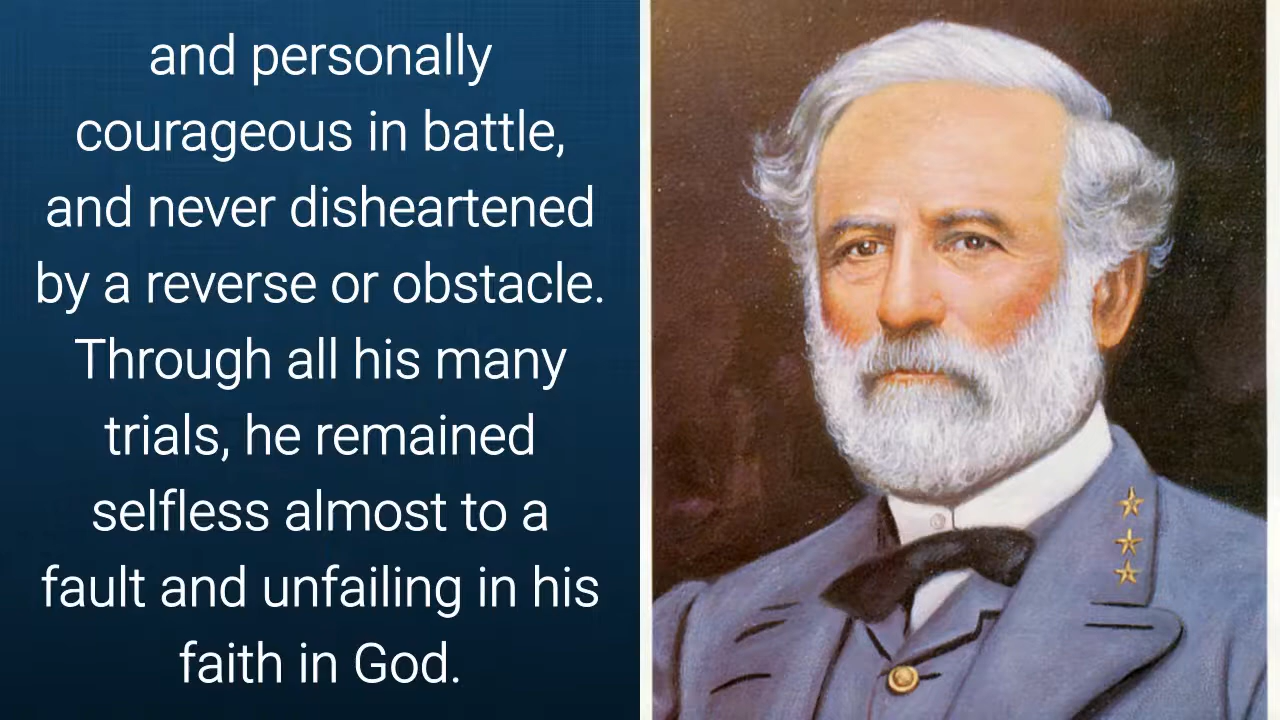 and personally
courageous in battle,
and never disheartened
by a reverse or obstacle.
Through all his many
trials, he remained
selfless almost to a
fault and unfailing in his
faith in God.